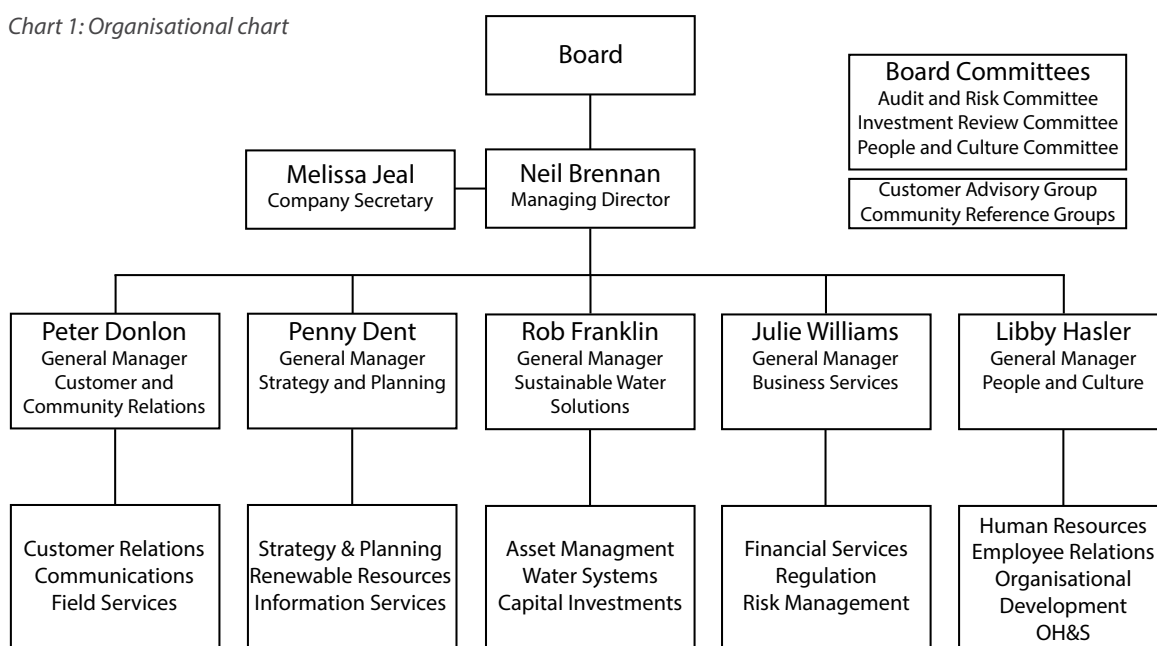 Chart 1: Organisational chart
Board
Board Committees
Audit and Risk Committee
Investment Review Committee
People and Culture Committee
Customer Advisory Group
Community Reference Groups
Melissa Jeal
Company Secretary
Neil Brennan
Managing Director
Peter Donlon
General Manager
Customer and
Community Relations
Penny Dent
General Manager
Strategy and Planning
Rob Franklin
General Manager
Sustainable Water
Solutions
Julie Williams
General Manager
Business Services
Libby Hasler
General Manager
People and Culture
Customer Relations
Communications
Field Services
Strategy & Planning
Renewable Resources
Information Services
Asset Managment
Water Systems
Capital Investments
Financial Services
Regulation
Risk Management
Human Resources
Employee Relations
Organisational
Development
OH&S